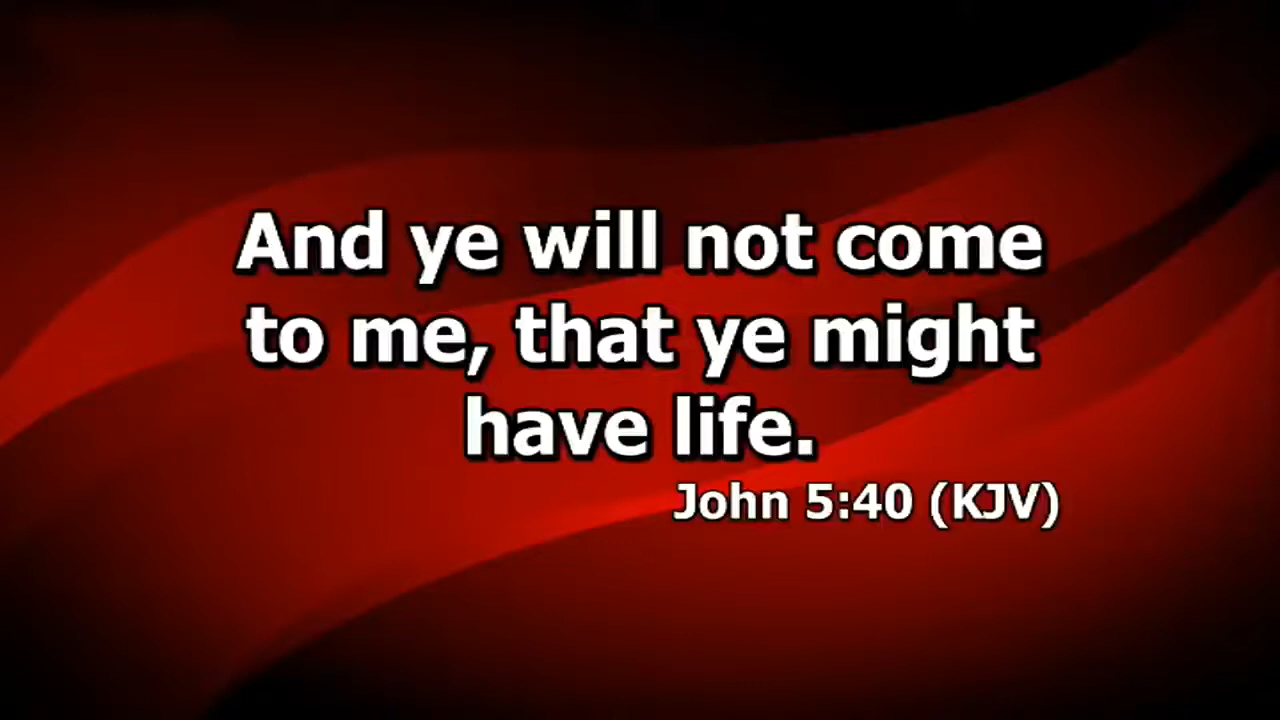 And ye will not come
to me, that ye might
have life.
John 5:40 (KJV)